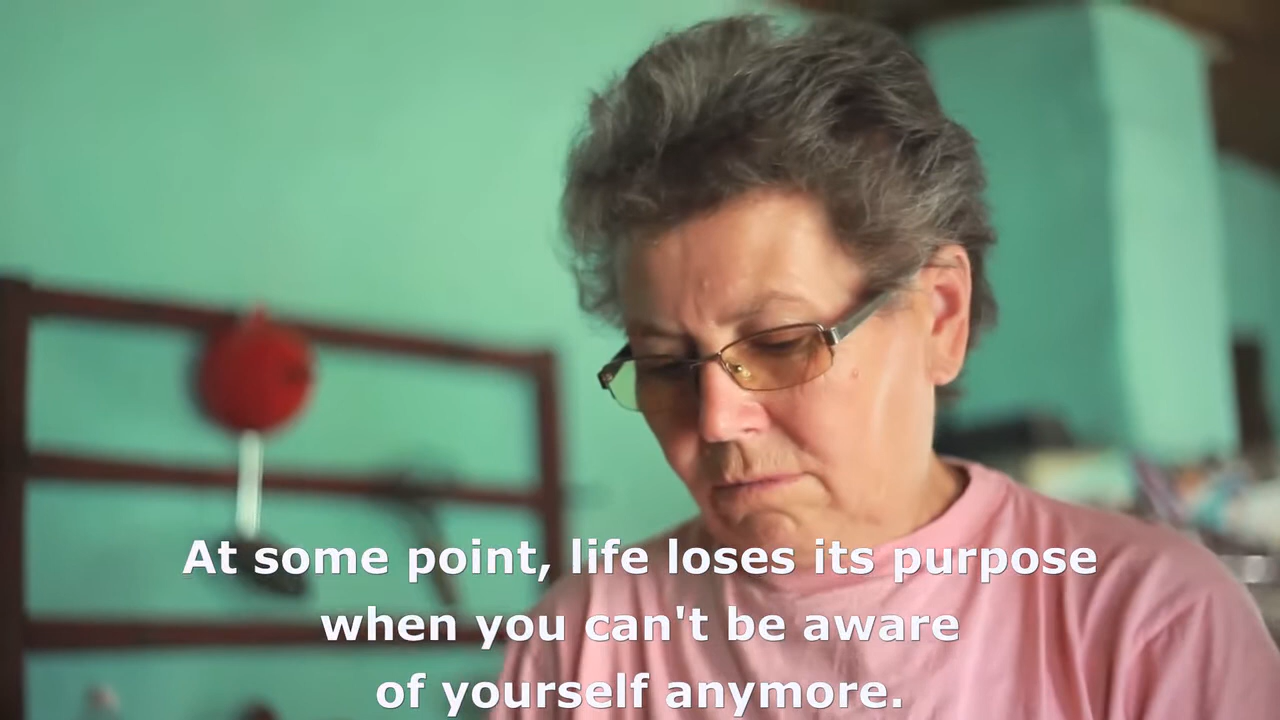 At some point, life loses its purpose
when you can't be aware
of yourself anymore.